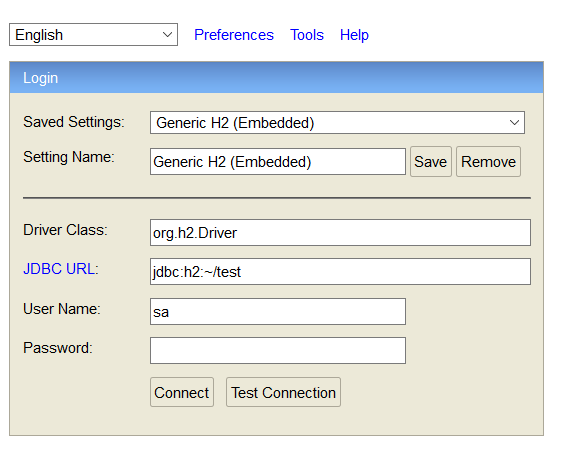 English Preferences Tools Help
Login
Saved Settings: Generic H2 (Embedded)
Setting Name: Generic H2 (Embedded) Save Remove
Driver Class: org.h2.Driver
JDBC URL: jdbc:h2:~/test
User Name: sa
Password:
Connect Test Connection